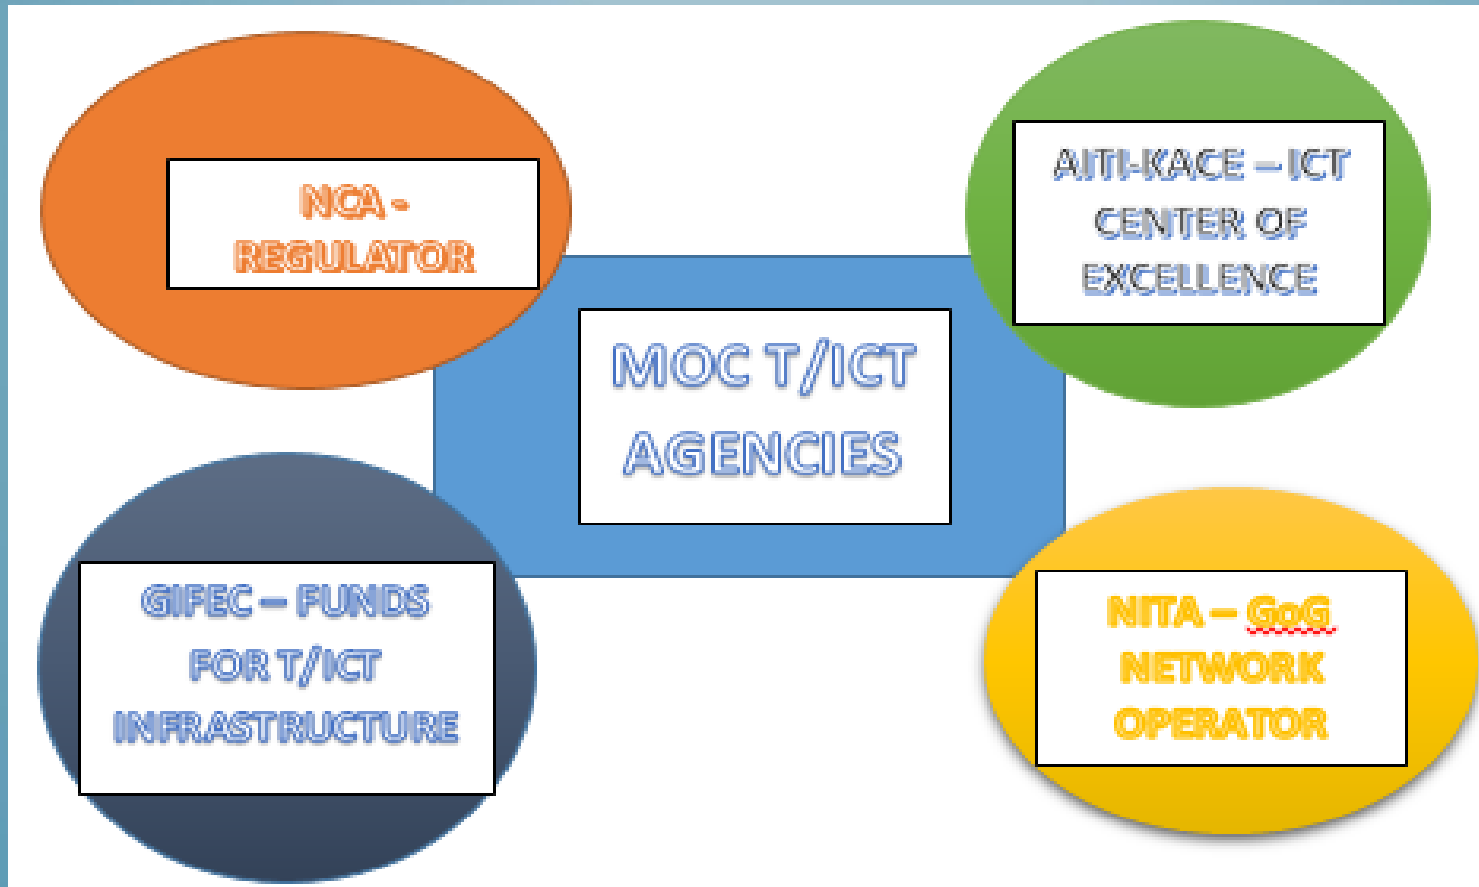 NCA -
REGULATOR
AITI-KACE – ICT
CENTER OF
EXCELLENCE
MOC T/ICT
AGENCIES
GIFEC – FUNDS
FOR T/ICT
INFRASTRUCTURE
NITA – GoG
NETWORK
OPERATOR